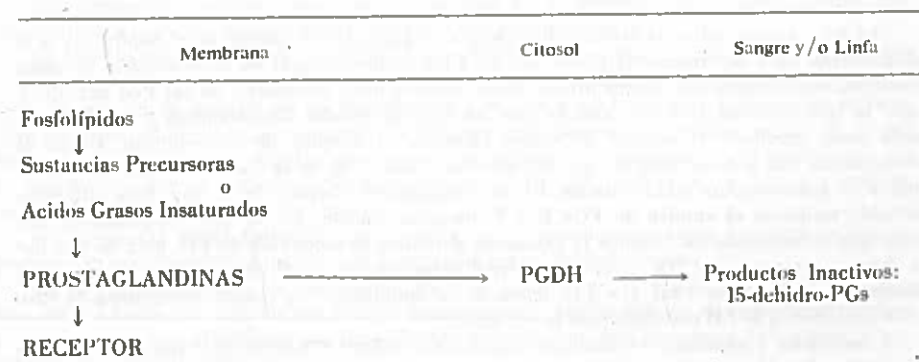 Membrana Citosol Sangre y/o Linfa
Fosfolípidos
↓
Sustancias Precursoras
o
Acidos Grasos Insaturados
↓
PROSTAGLANDINAS → PGDH → Productos Inactivos:
15-dehidro-PGs
↓
RECEPTOR